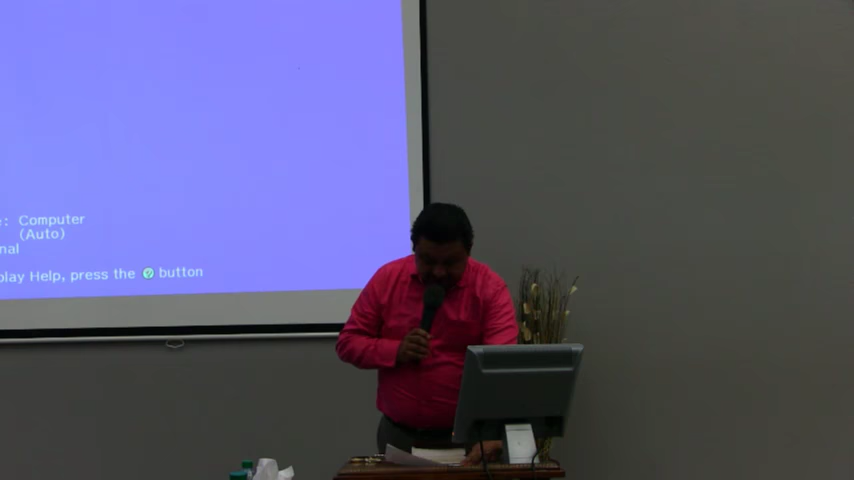 : Computer
(Auto)
nal
play Help, press the button